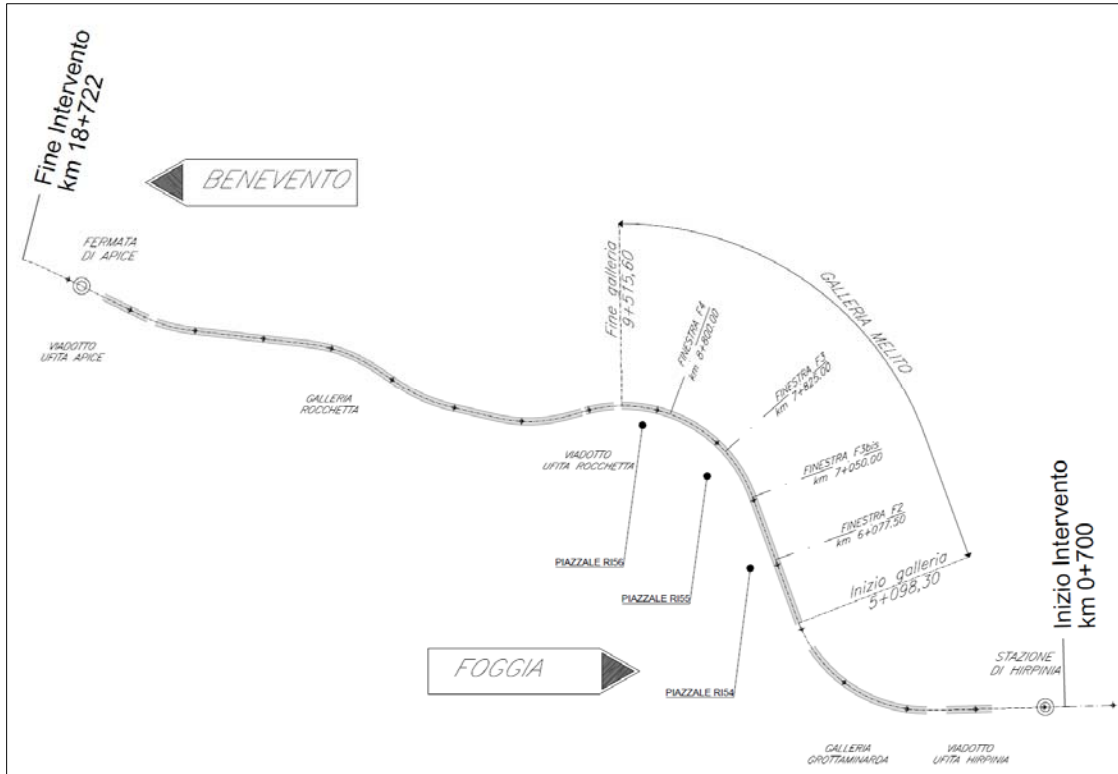 Fine Intervento
km 18+722
BENEVENTO
FERMATA
DI APICE
VIADOTTO
UFITA APICE
GALLERIA
ROCCHETTA
VIADOTTO
UFITA ROCCHETTA
Fine galleria
9+515,60
GALLERIA MELITO
FINESTRA F4
km 8+800.00
FINESTRA F3
km 7+825.00
FINESTRA F3bis
km 7+050.00
FINESTRA F2
km 6+077.50
Inizio galleria
5+098,30
Inizio Intervento
km 0+700
PIAZZALE RI56
PIAZZALE RI55
PIAZZALE RI54
FOGGIA
STAZIONE
DI HIRPINIA
GALLERIA
GROTTAMINARDA
VIADOTTO
UFITA HIRPINIA